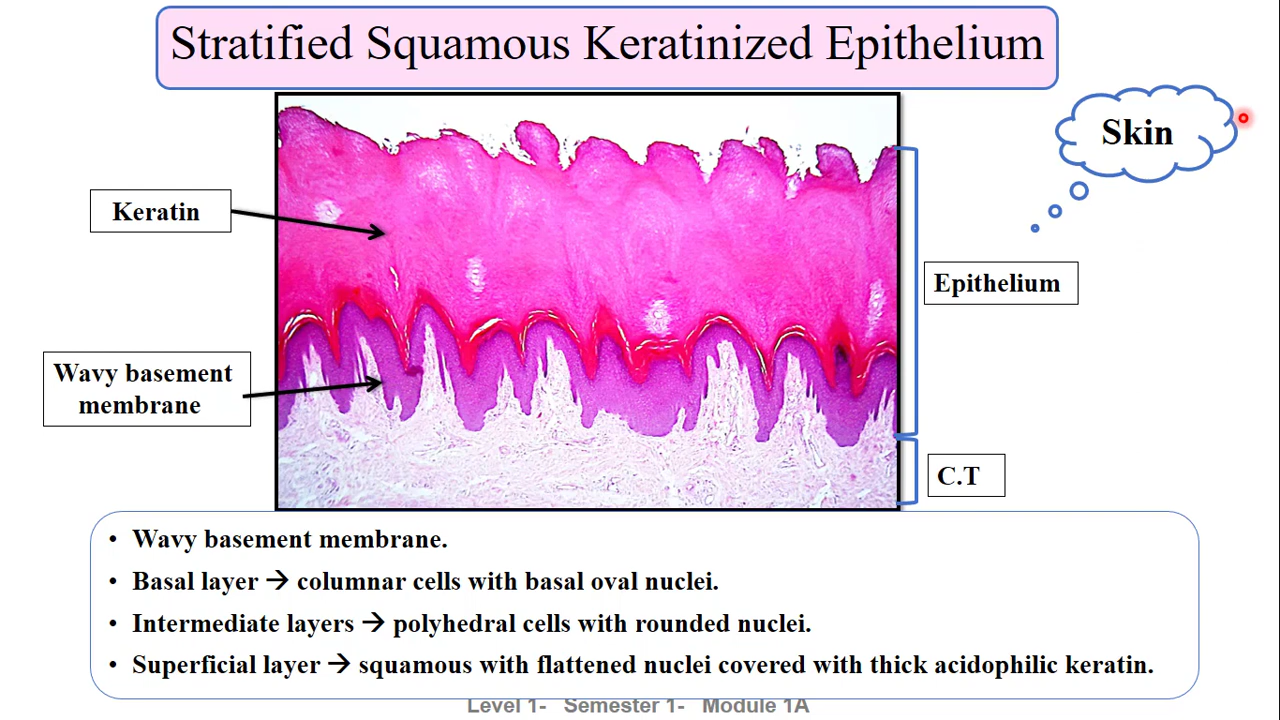 Stratified Squamous Keratinized Epithelium
Skin
Keratin
Epithelium
Wavy basement
membrane
C.T
• Wavy basement membrane.
• Basal layer → columnar cells with basal oval nuclei.
• Intermediate layers → polyhedral cells with rounded nuclei.
• Superficial layer → squamous with flattened nuclei covered with thick acidophilic keratin.
Level 1- Semester 1- Module 1A